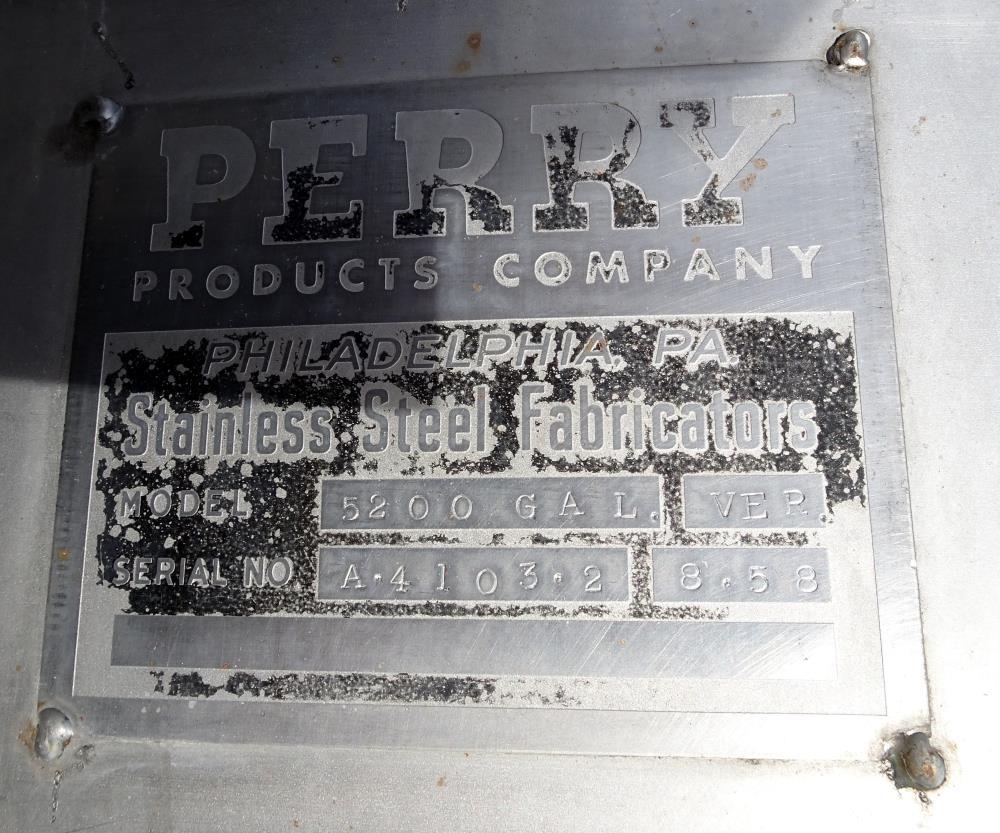 PERRY
PRODUCTS COMPANY
PHILADELPHIA, PA.
Stainless Steel Fabricators
MODEL 5200 GAL. VER.
SERIAL NO A.4103.2 8.58